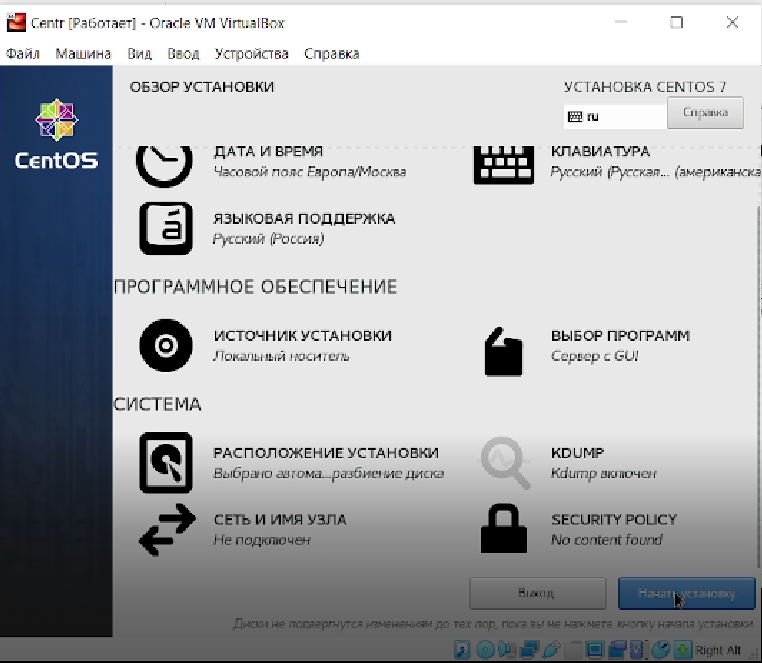 Centr [Работает] - Oracle VM VirtualBox
Файл Машина Вид Ввод Устройства Справка
ОБЗОР УСТАНОВКИ
УСТАНОВКА CENTOS 7
ru
Справка
CentOS
ДАТА И ВРЕМЯ
Часовой пояс Европа/Москва
КЛАВИАТУРА
Русский (Русская... (американска
ЯЗЫКОВАЯ ПОДДЕРЖКА
Русский (Россия)
ПРОГРАММНОЕ ОБЕСПЕЧЕНИЕ
ИСТОЧНИК УСТАНОВКИ
Локальный носитель
ВЫБОР ПРОГРАММ
Сервер с GUI
СИСТЕМА
РАСПОЛОЖЕНИЕ УСТАНОВКИ
Выбрано автома...разбиение диска
KDUMP
Kdump включен
СЕТЬ И ИМЯ УЗЛА
Не подключен
SECURITY POLICY
No content found
Выход
Начать установку
Диски не подвергнутся изменениям до тех пор, пока вы не нажмете кнопку начала установки.
Right Alt